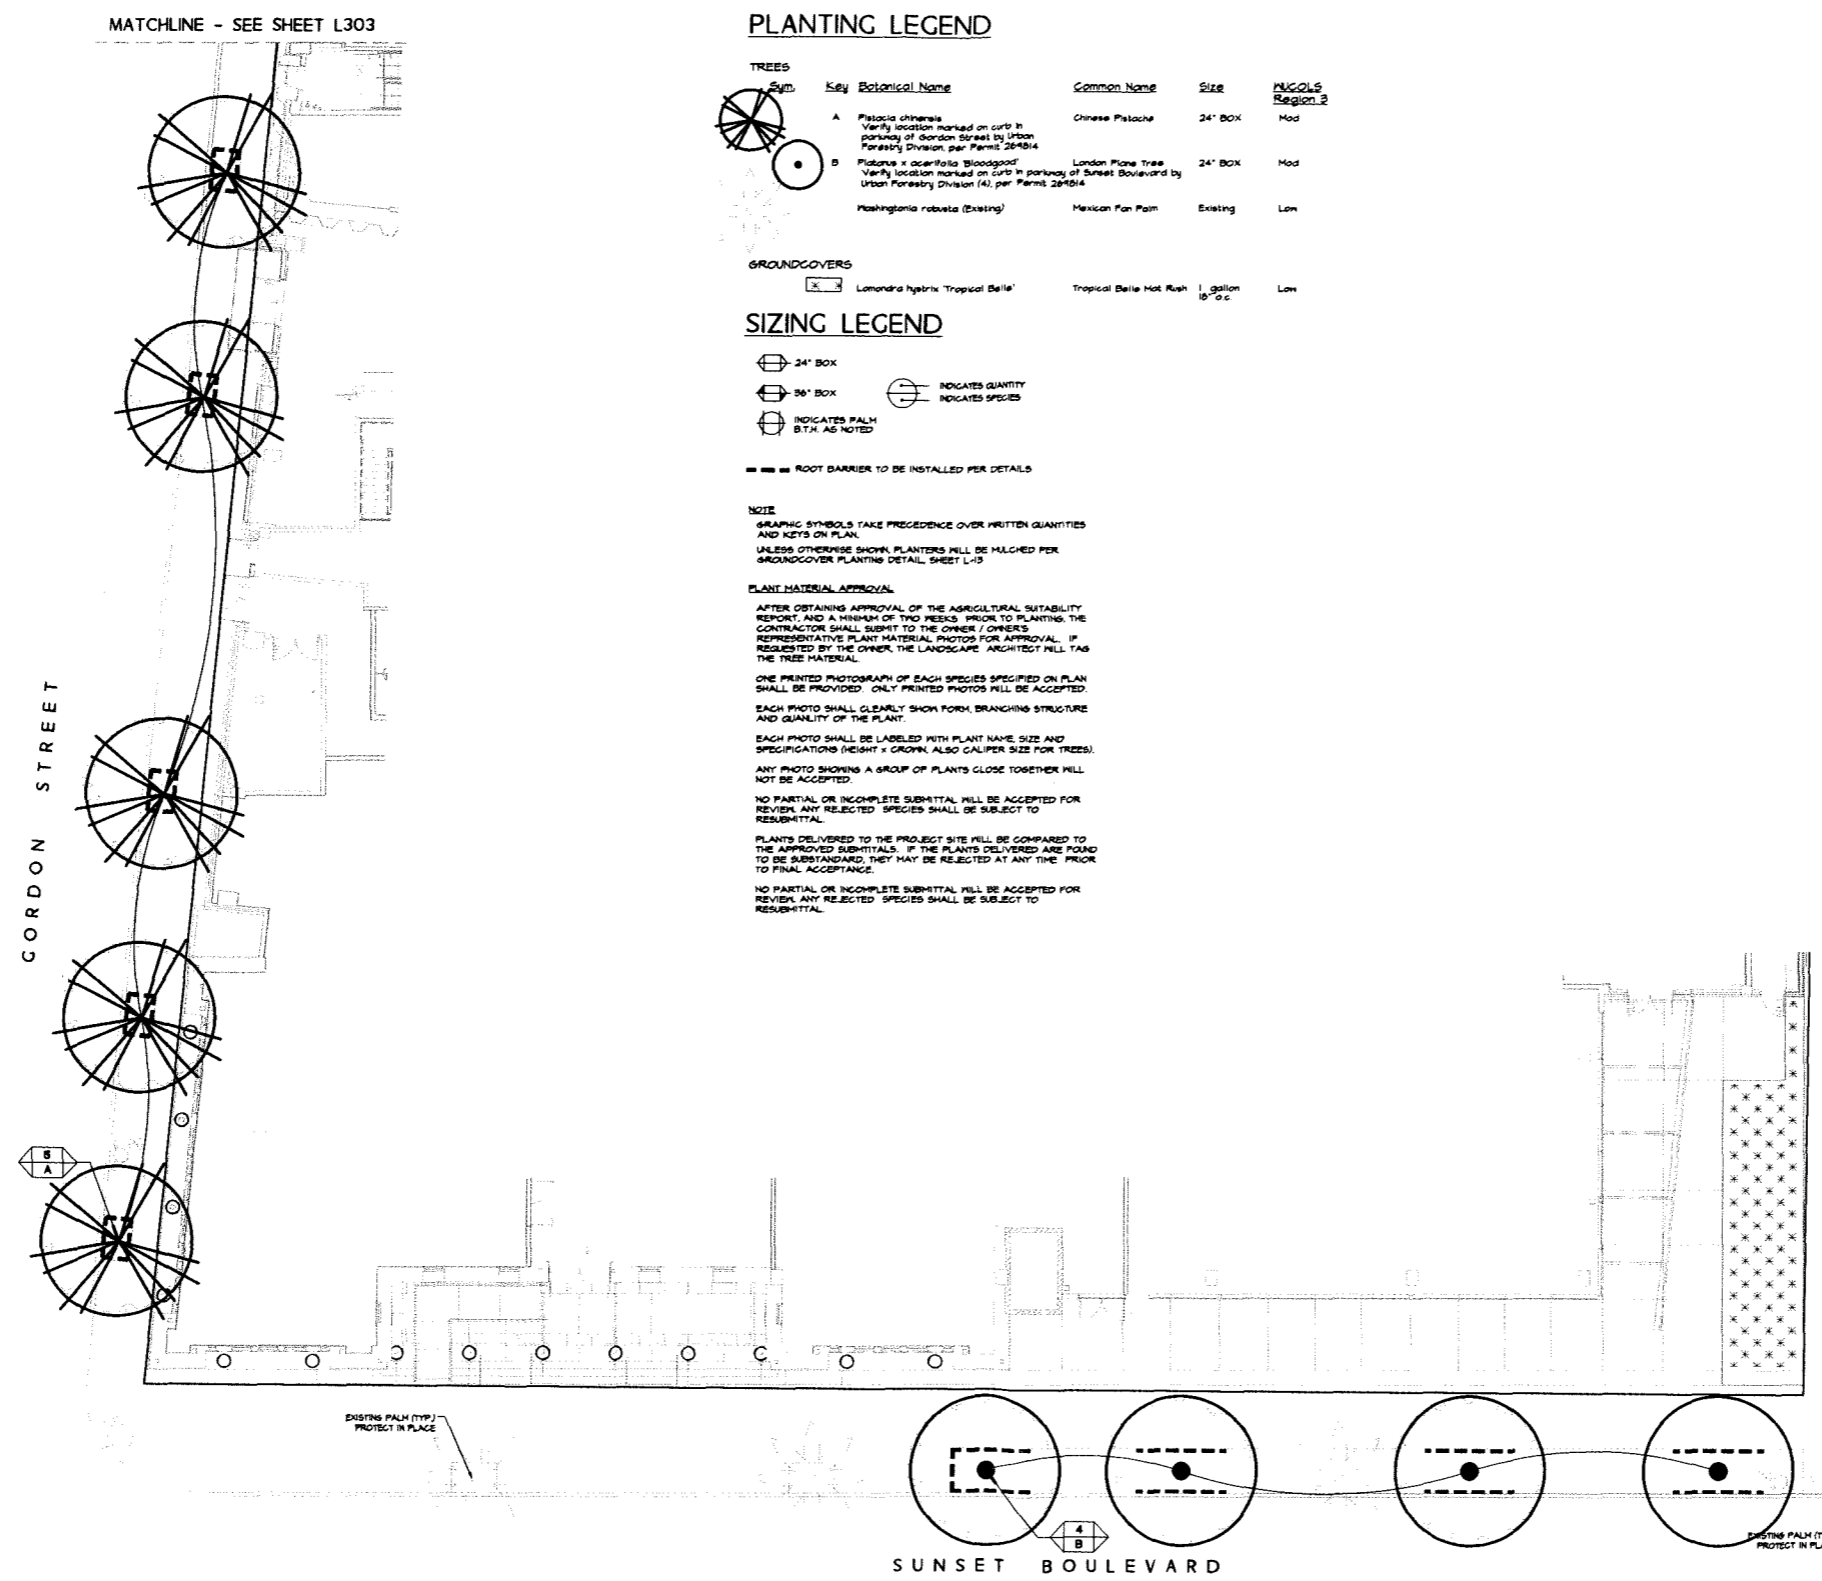 MATCHLINE - SEE SHEET L303
PLANTING LEGEND
TREES
Sym. Key Botanical Name Common Name Size WUCOLS
Region 3
A Pistacia chinensis Chinese Pistache 24" BOX Mod
Verify location marked on curb in
parkway of Gordon Street by Urban
Forestry Division, per Permit 269814
B Platanus x acerifolia 'Bloodgood' London Plane Tree 24" BOX Mod
Verify location marked on curb in parkway of Sunset Boulevard by
Urban Forestry Division (4), per Permit 269814
Washingtonia robusta (Existing) Mexican Fan Palm Existing Low
GROUNDCOVERS
Lomandra hystrix 'Tropical Belle' Tropical Belle Mat Rush 1 gallon Low
18" o.c.
SIZING LEGEND
24" BOX
36" BOX
INDICATES QUANTITY
INDICATES SPECIES
INDICATES PALM
B.T.H. AS NOTED
ROOT BARRIER TO BE INSTALLED PER DETAILS
NOTE
GRAPHIC SYMBOLS TAKE PRECEDENCE OVER WRITTEN QUANTITIES
AND KEYS ON PLAN.
UNLESS OTHERWISE SHOWN, PLANTERS WILL BE MULCHED PER
GROUNDCOVER PLANTING DETAIL, SHEET L-13
PLANT MATERIAL APPROVAL
AFTER OBTAINING APPROVAL OF THE AGRICULTURAL SUITABILITY
REPORT, AND A MINIMUM OF TWO WEEKS PRIOR TO PLANTING, THE
CONTRACTOR SHALL SUBMIT TO THE OWNER / OWNER'S
REPRESENTATIVE PLANT MATERIAL PHOTOS FOR APPROVAL. IF
REQUESTED BY THE OWNER, THE LANDSCAPE ARCHITECT WILL TAG
THE TREE MATERIAL.
ONE PRINTED PHOTOGRAPH OF EACH SPECIES SPECIFIED ON PLAN
SHALL BE PROVIDED. ONLY PRINTED PHOTOS WILL BE ACCEPTED.
EACH PHOTO SHALL CLEARLY SHOW FORM, BRANCHING STRUCTURE
AND QUANLITY OF THE PLANT.
EACH PHOTO SHALL BE LABELED WITH PLANT NAME, SIZE AND
SPECIFICATIONS (HEIGHT x CROWN, ALSO CALIPER SIZE FOR TREES).
ANY PHOTO SHOWING A GROUP OF PLANTS CLOSE TOGETHER WILL
NOT BE ACCEPTED.
NO PARTIAL OR INCOMPLETE SUBMITTAL WILL BE ACCEPTED FOR
REVIEW. ANY REJECTED SPECIES SHALL BE SUBJECT TO
RESUBMITTAL.
PLANTS DELIVERED TO THE PROJECT SITE WILL BE COMPARED TO
THE APPROVED SUBMTITALS. IF THE PLANTS DELIVERED ARE FOUND
TO BE SUBSTANDARD, THEY MAY BE REJECTED AT ANY TIME PRIOR
TO FINAL ACCEPTANCE.
NO PARTIAL OR INCOMPLETE SUBMITTAL WILL BE ACCEPTED FOR
REVIEW. ANY REJECTED SPECIES SHALL BE SUBJECT TO
RESUBMITTAL.
GORDON STREET
A
EXISTING PALM (TYP.)
PROTECT IN PLACE
4
B
SUNSET BOULEVARD
EXISTING PALM (T
PROTECT IN PLA